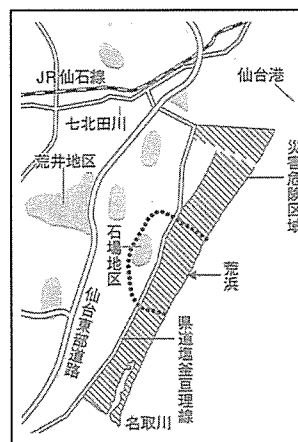 JR仙石線
仙台港
七北田川
災害危険区域
荒井地区
石場地区
荒浜
仙台東部道路
県道塩釜亘理線
名取川